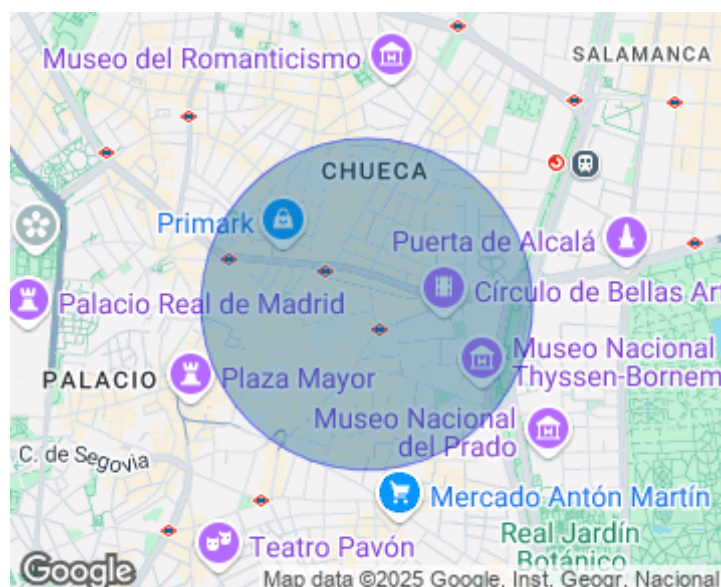 Museo del Romanticismo
SALAMANCA
CHUECA
Primark
Puerta de Alcalá
Palacio Real de Madrid
Círculo de Bellas Art
PALACIO
Plaza Mayor
Museo Nacional
Thyssen-Bornem
Museo Nacional
del Prado
C. de Segovia
Mercado Antón Martín
Teatro Pavón
Real Jardín
Botánico
Google
Map data ©2025 Google, Inst. Geogr. Nacional